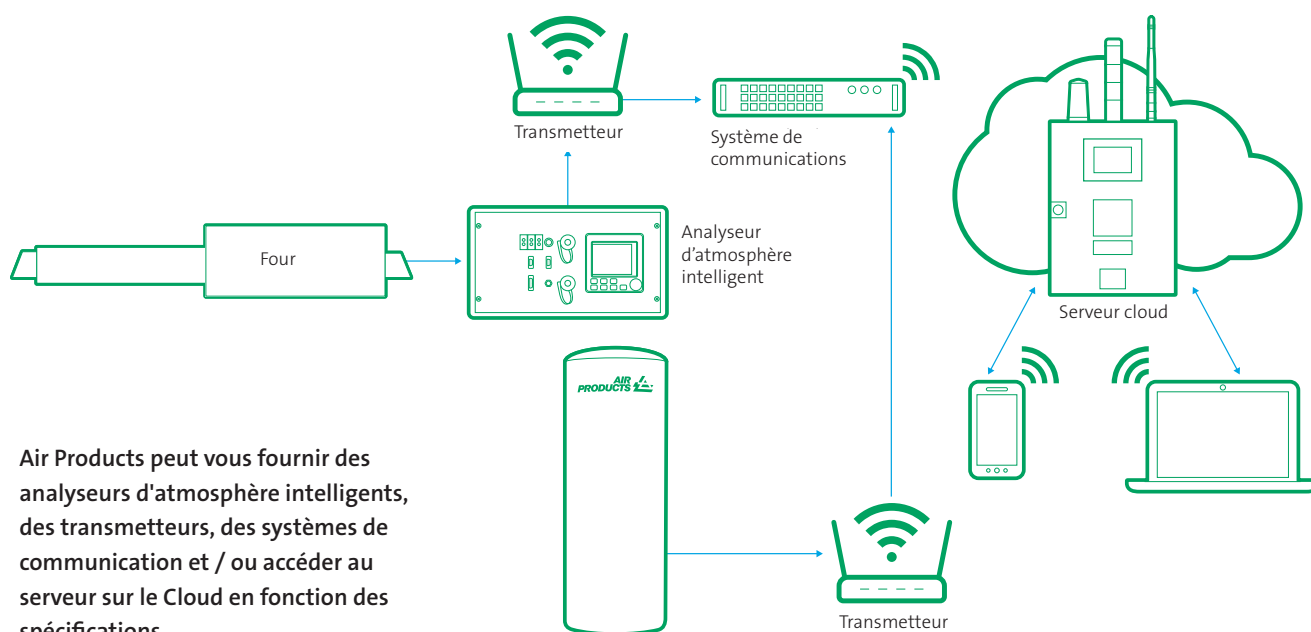 Transmetteur
Système de
communications
Analyseur
d’atmosphère
intelligent
Four
Serveur cloud
AIR
PRODUCTS
Air Products peut vous fournir des
analyseurs d'atmosphère intelligents,
des transmetteurs, des systèmes de
communication et / ou accéder au
serveur sur le Cloud en fonction des
spécifications
Transmetteur